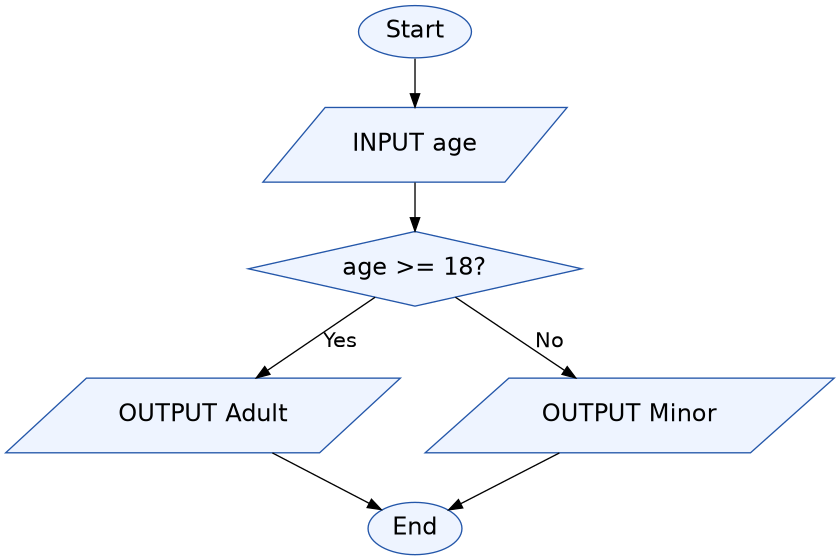 Start
INPUT age
age >= 18?
Yes
No
OUTPUT Adult
OUTPUT Minor
End